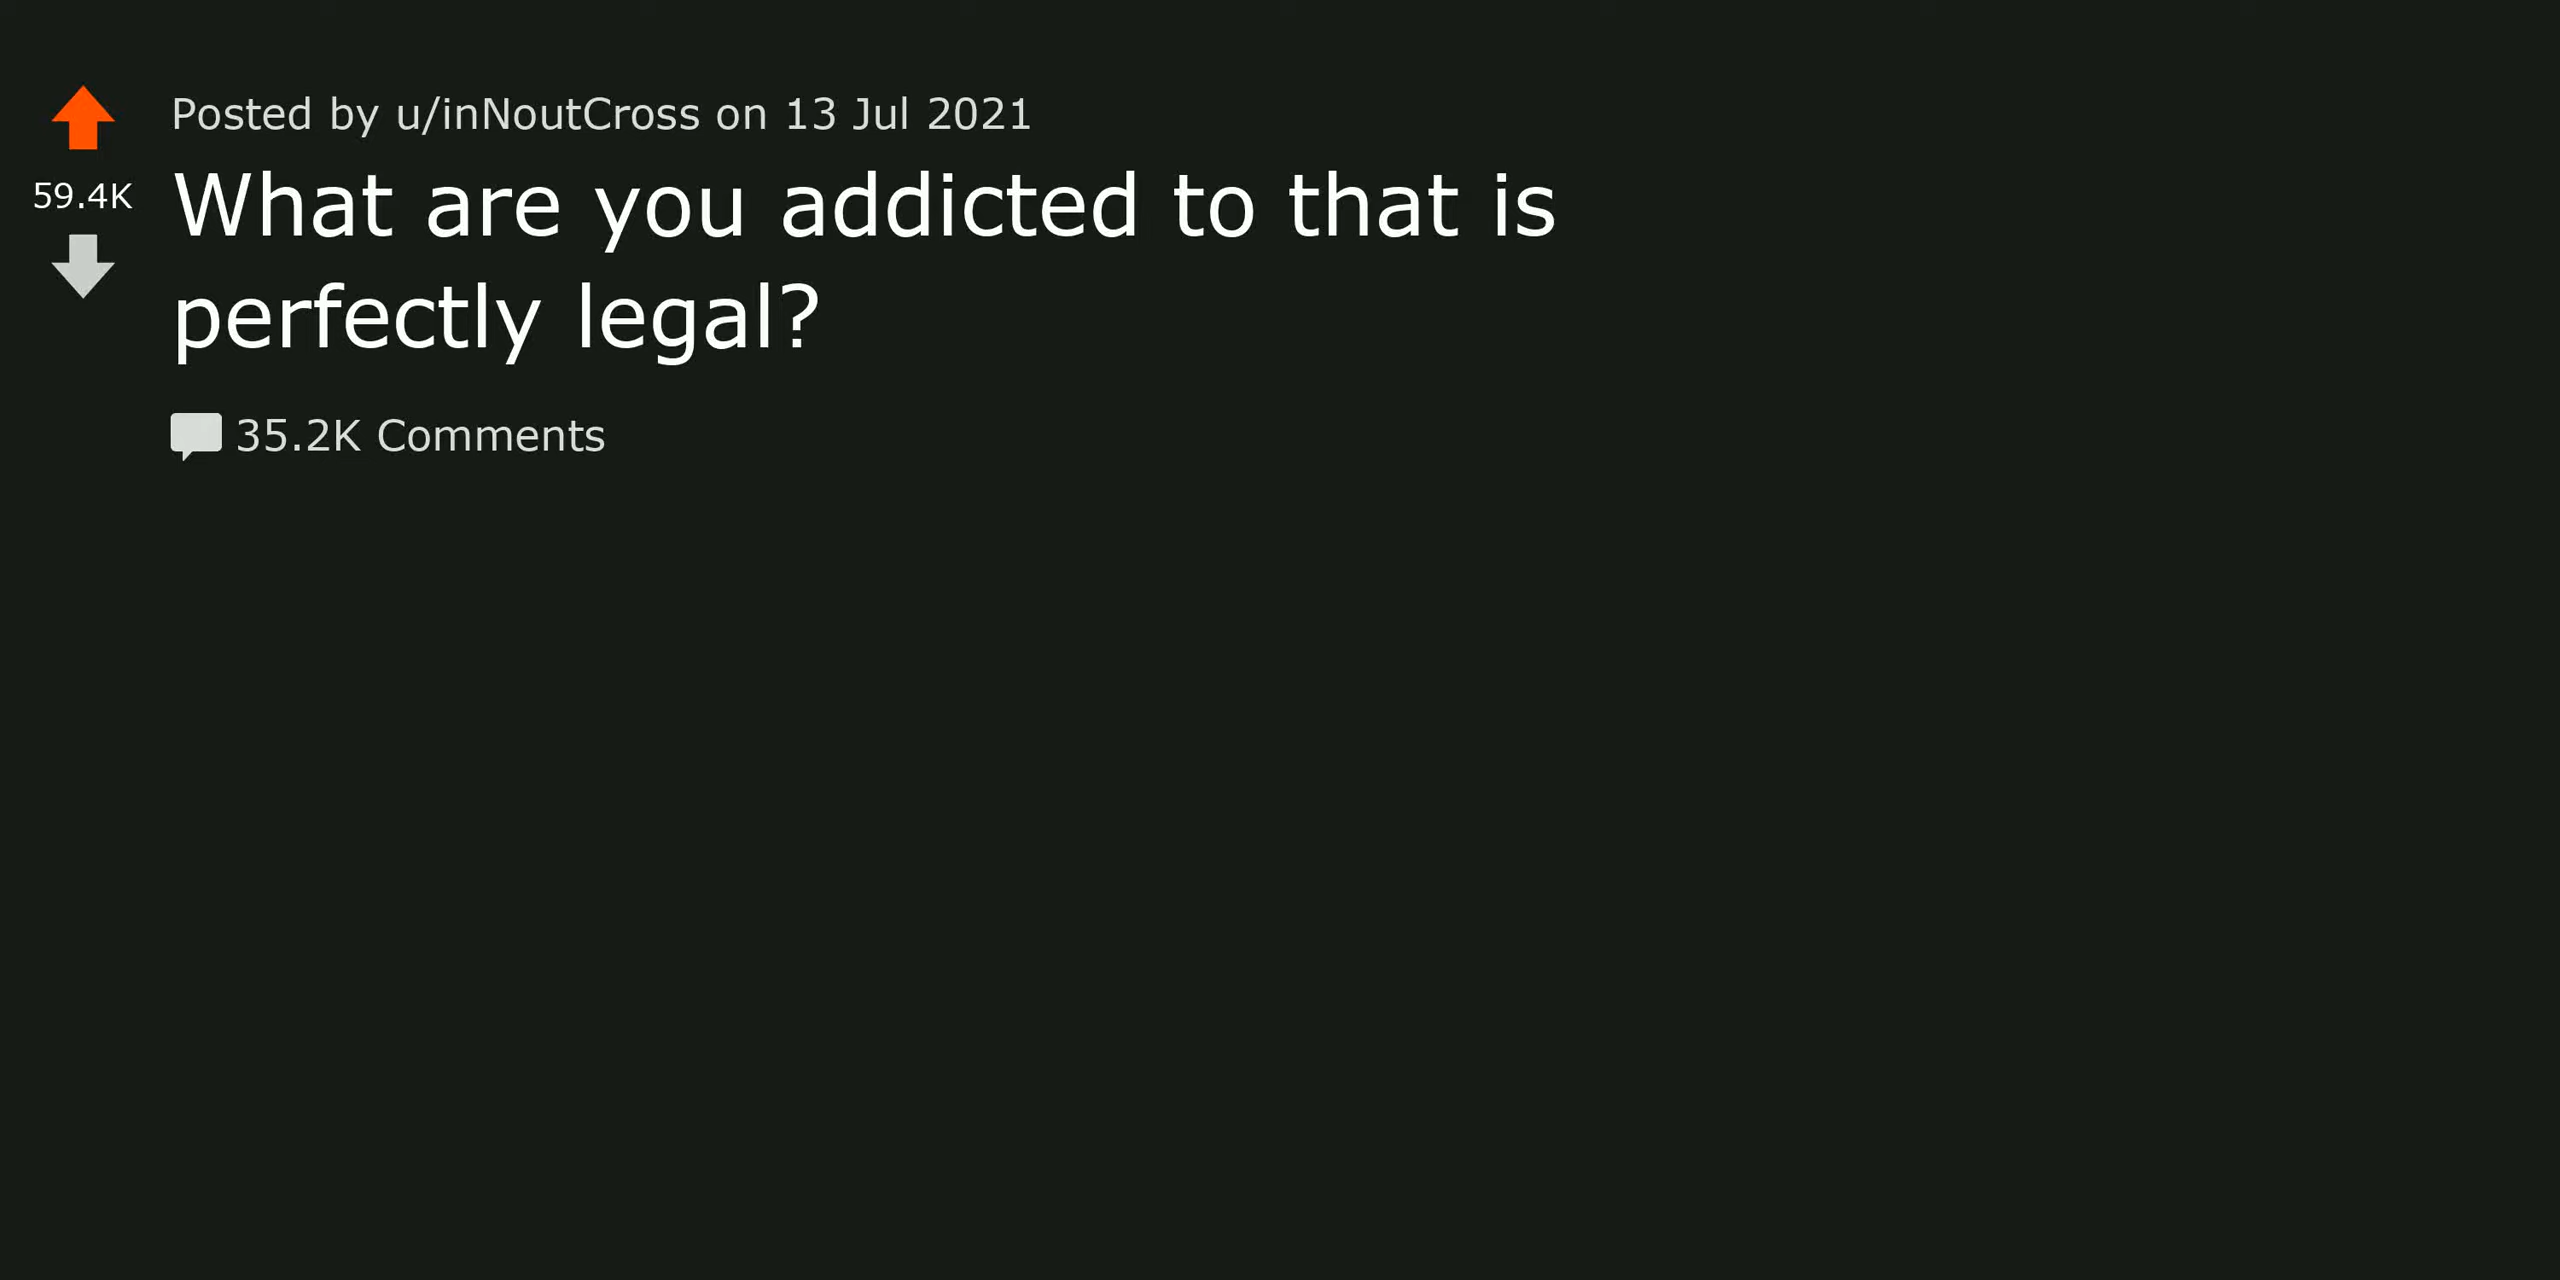 Posted by u/inNoutCross on 13 Jul 2021
59.4K
What are you addicted to that is
perfectly legal?
35.2K Comments